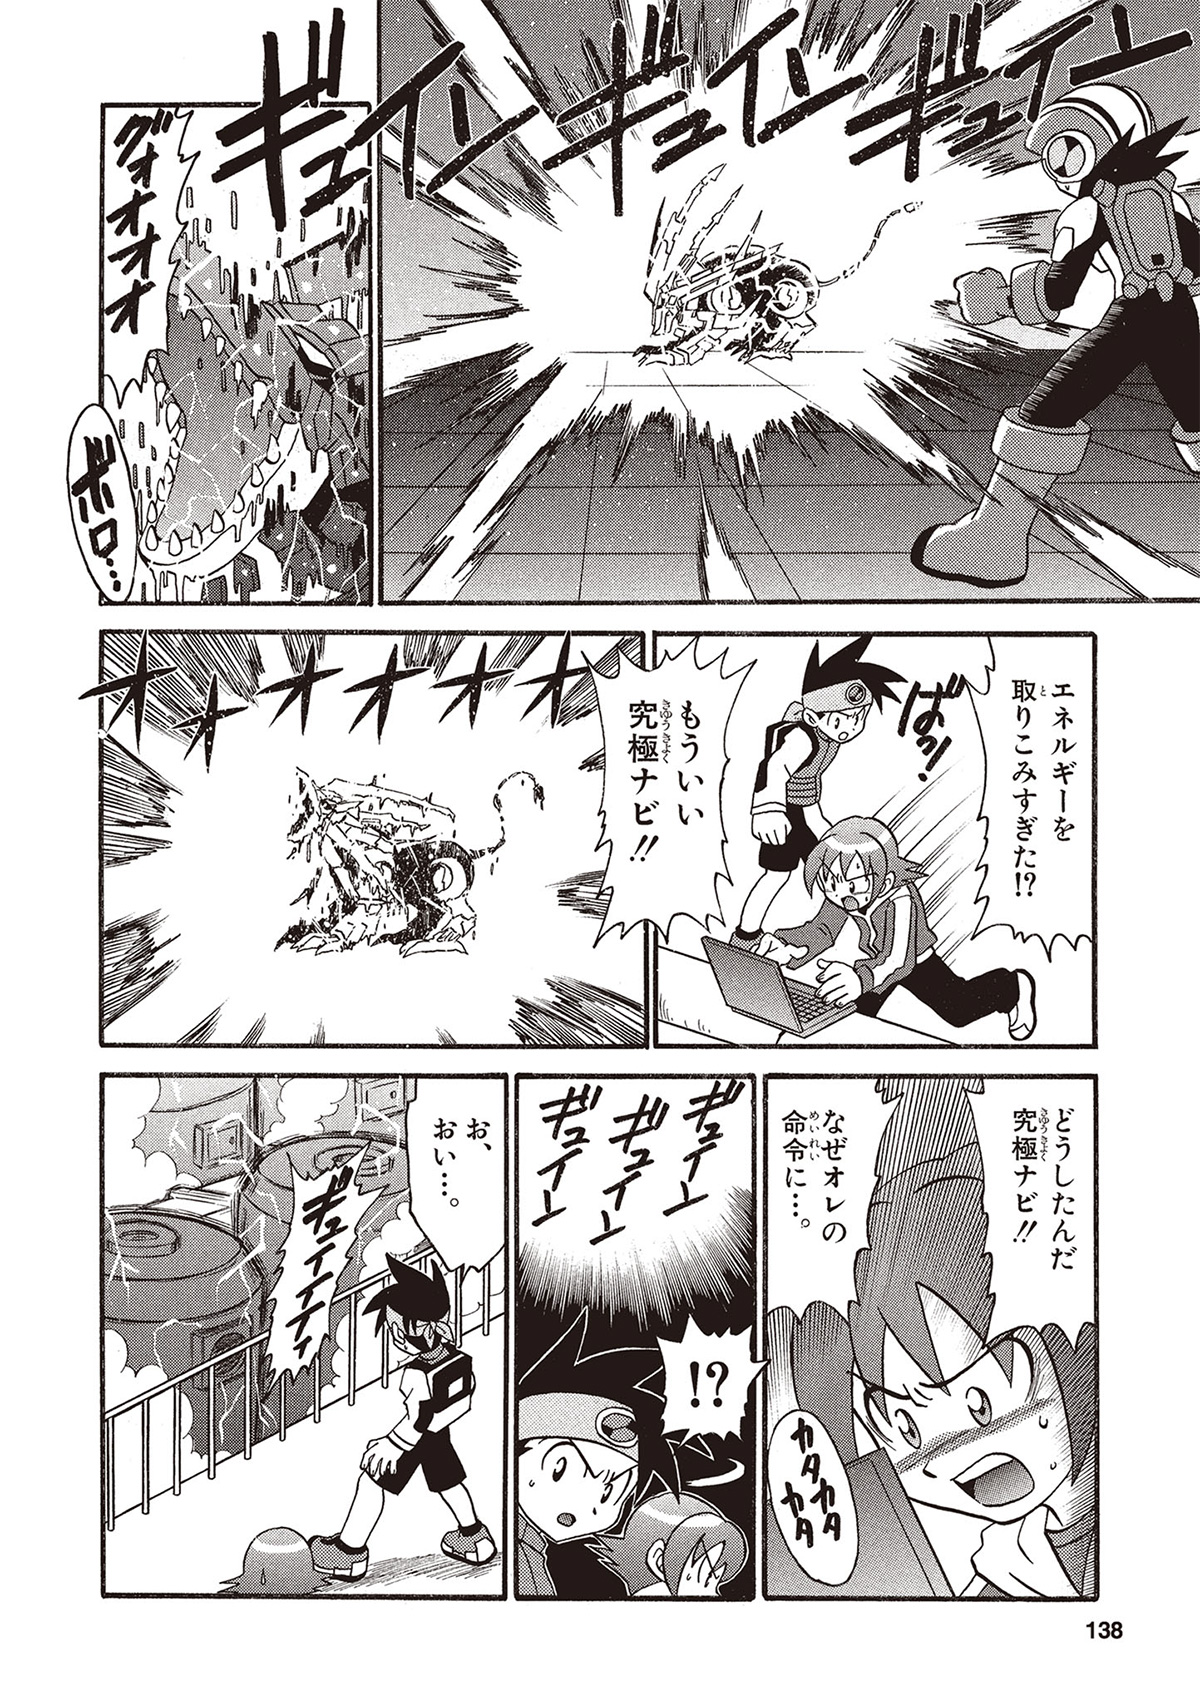 ギュイン
ギュイン
ギュイーン
グォオオオ
ボロ…
エネルギーを
取りこみすぎた!?
ば!
もういい
究極ナビ!!
オオオオオオ
どうしたんだ
究極ナビ!!
なぜオレの
命令に…。
カタカタ
カタカタ
ギュイーン
ギュイーン
ギュイーン
!?
お、
おい…。
ギュイイイイ
138